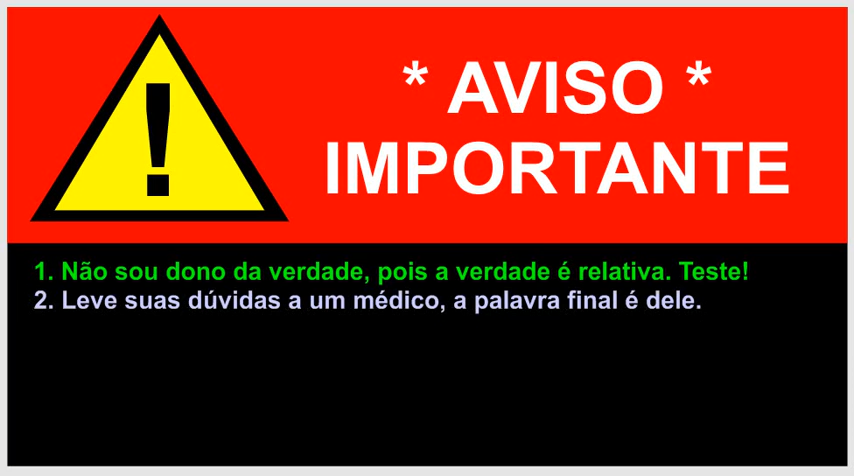 * AVISO *
IMPORTANTE
1. Não sou dono da verdade, pois a verdade é relativa. Teste!
2. Leve suas dúvidas a um médico, a palavra final é dele.